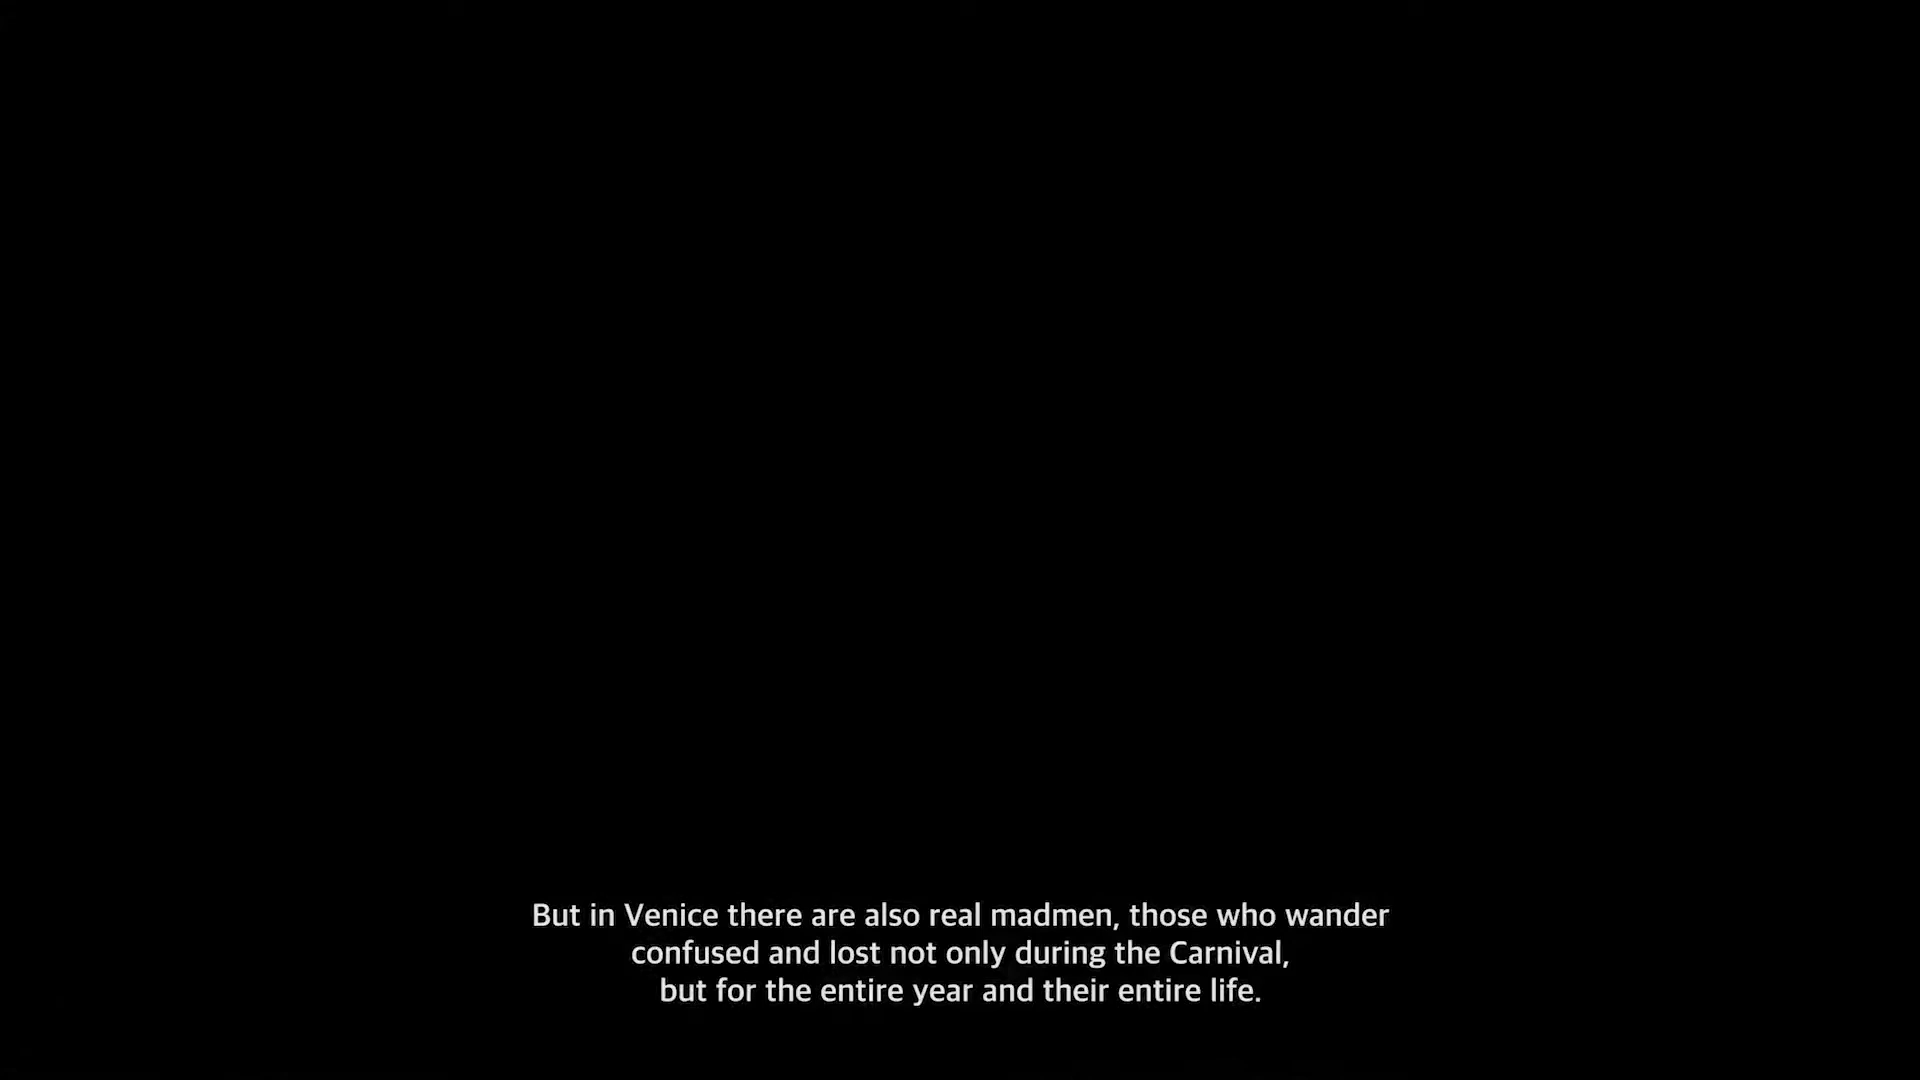 But in Venice there are also real madmen, those who wander
confused and lost not only during the Carnival,
but for the entire year and their entire life.